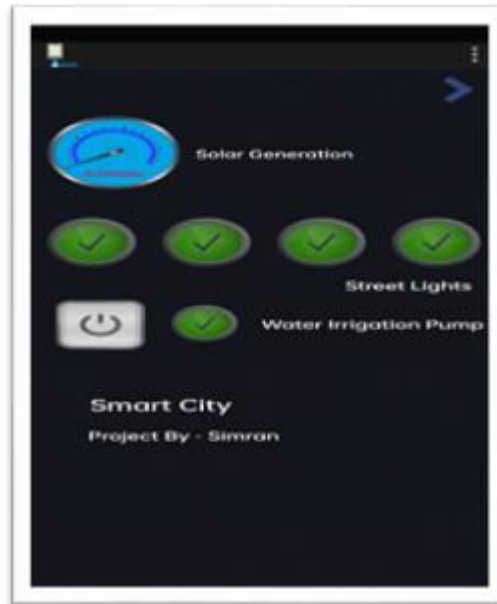 Solar Generation
Street Lights
Water Irrigation Pump
Smart City
Project By - Simran